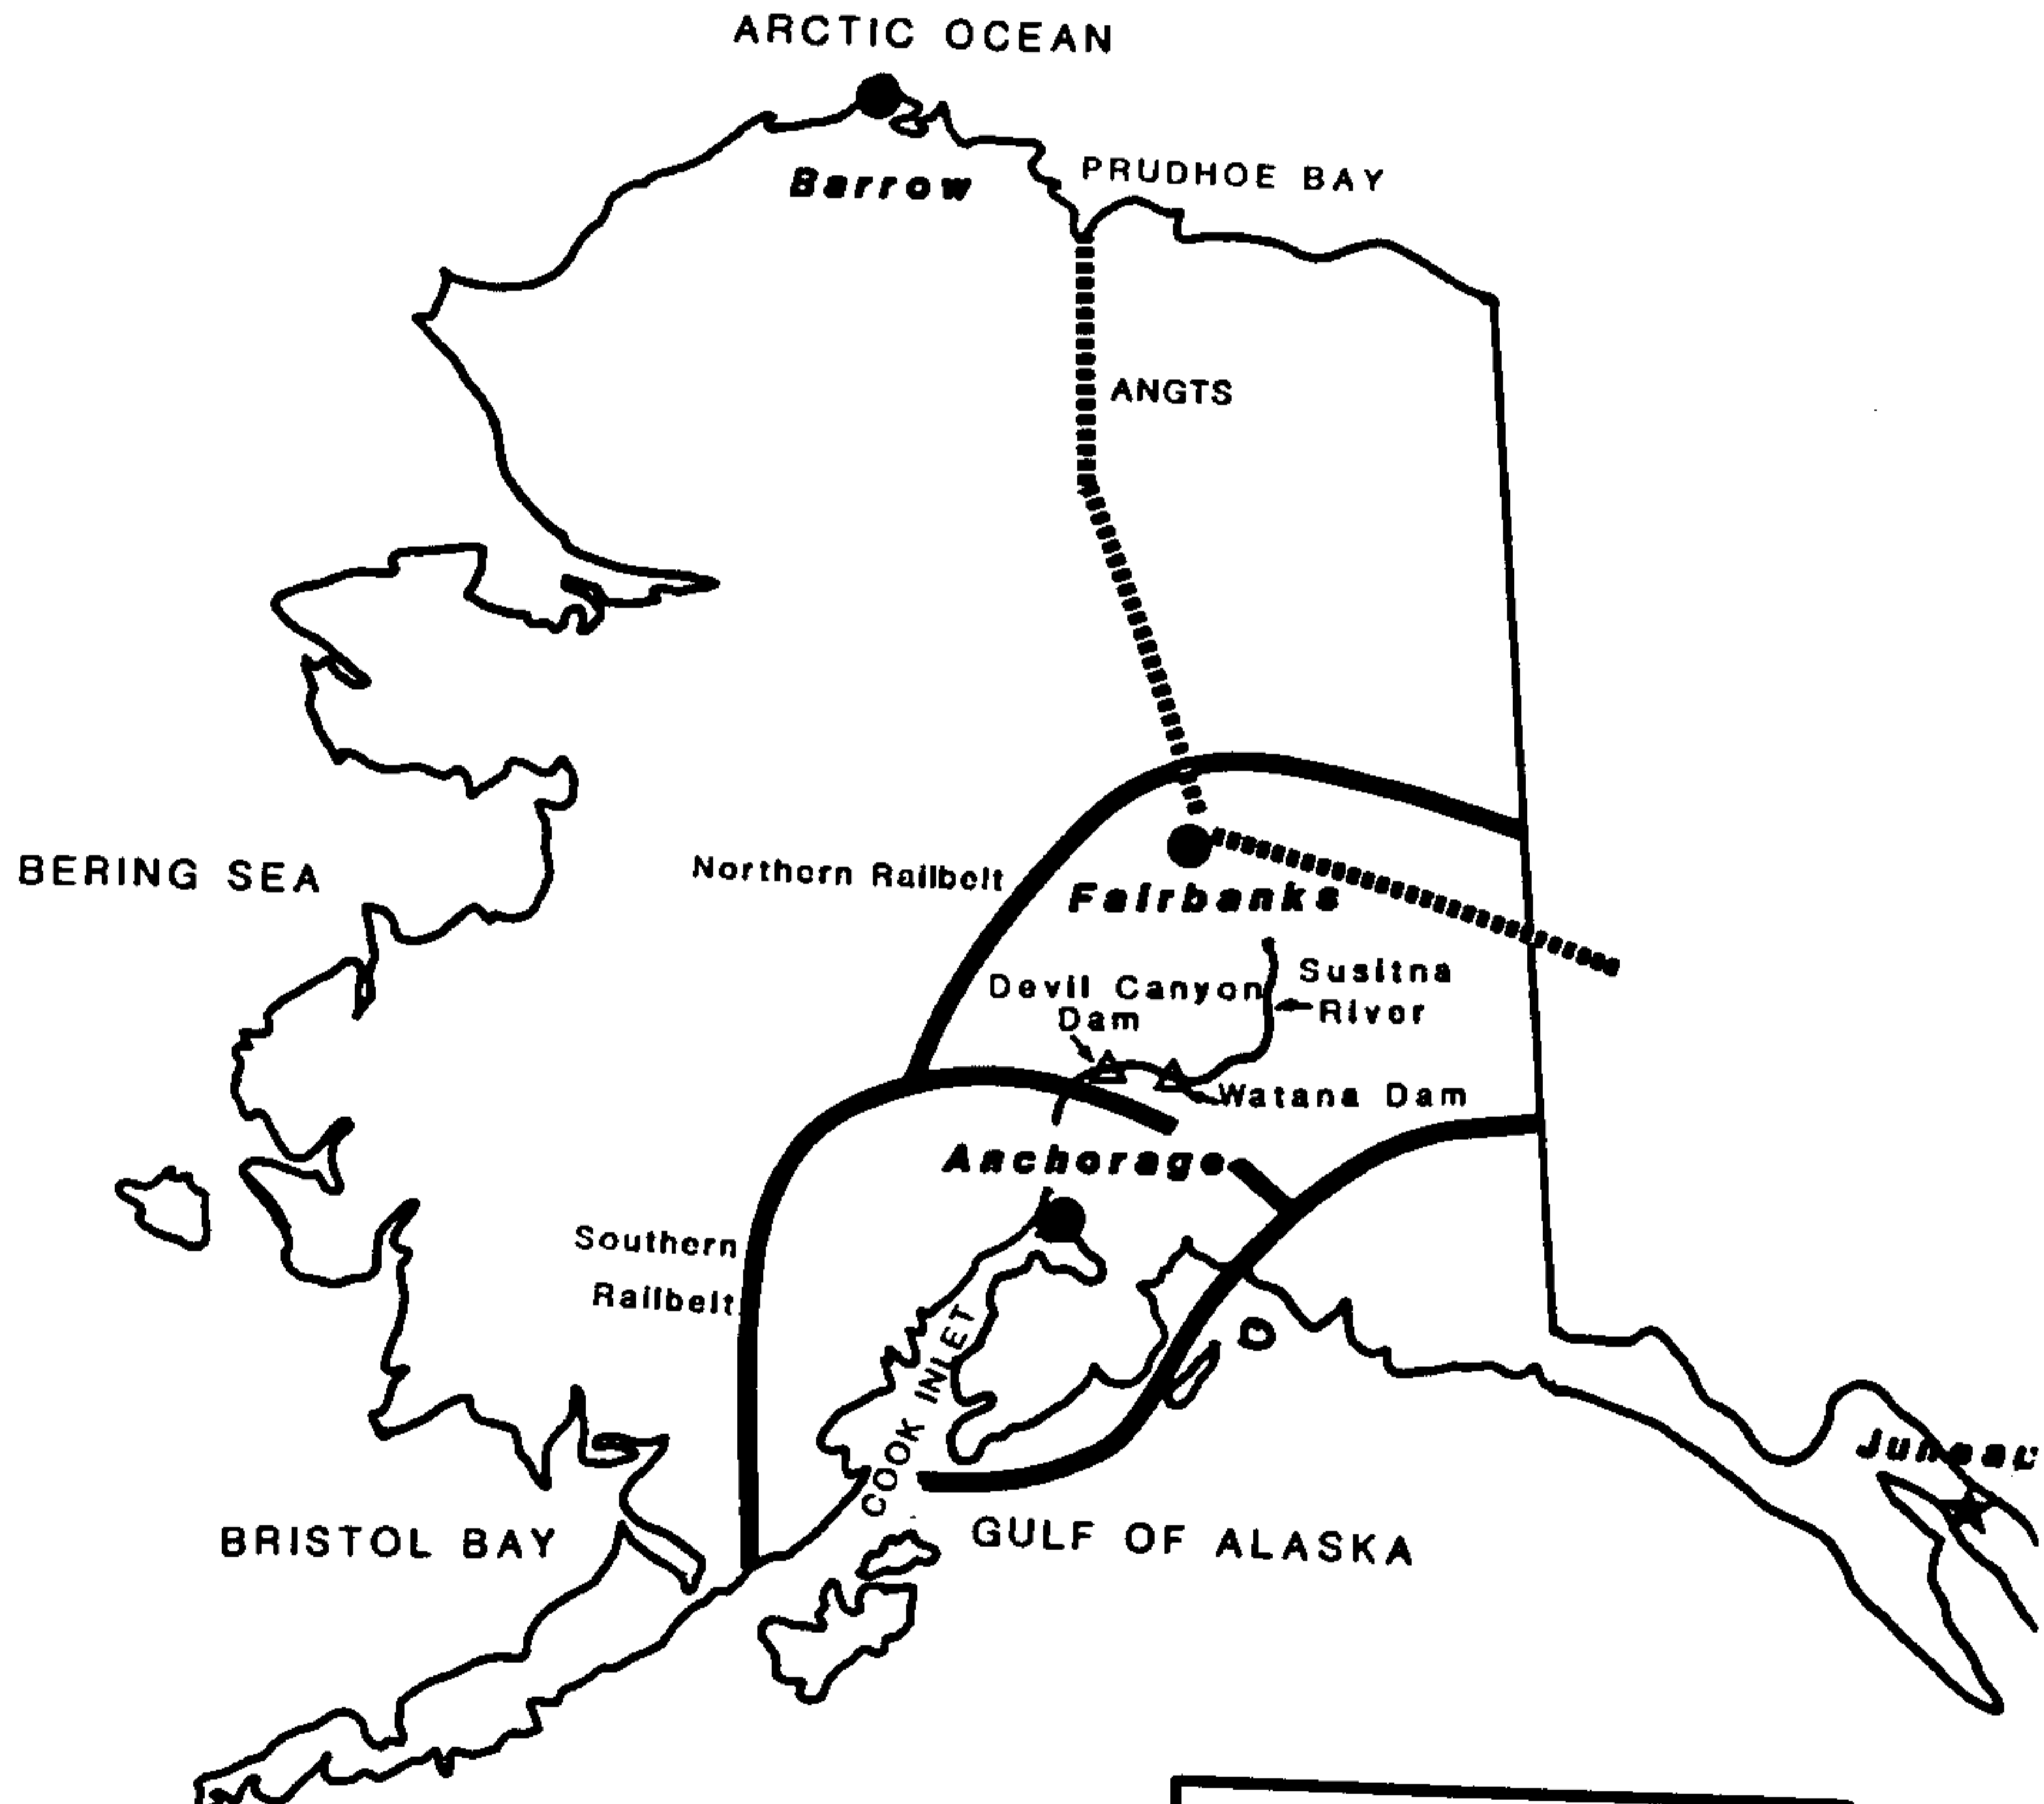 ARCTIC OCEAN
Barrow
PRUDHOE BAY
ANGTS
BERING SEA
Northern Railbelt
Fairbanks
Devil Canyon
Dam
Susitna
River
Watana Dam
Anchorage
Southern
Railbelt
COOK INLET
Juneau
BRISTOL BAY
GULF OF ALASKA